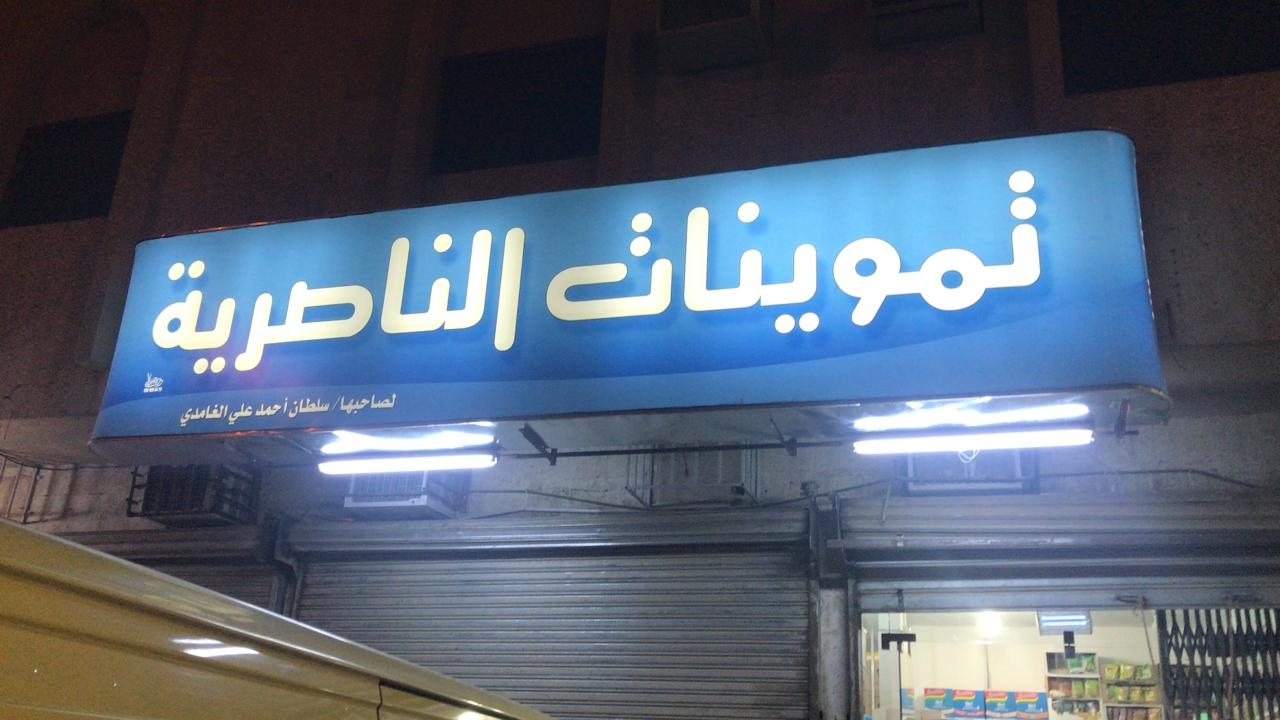 تموينات الناصرية
لصاحبها/ سلطان أحمد علي الغامدي